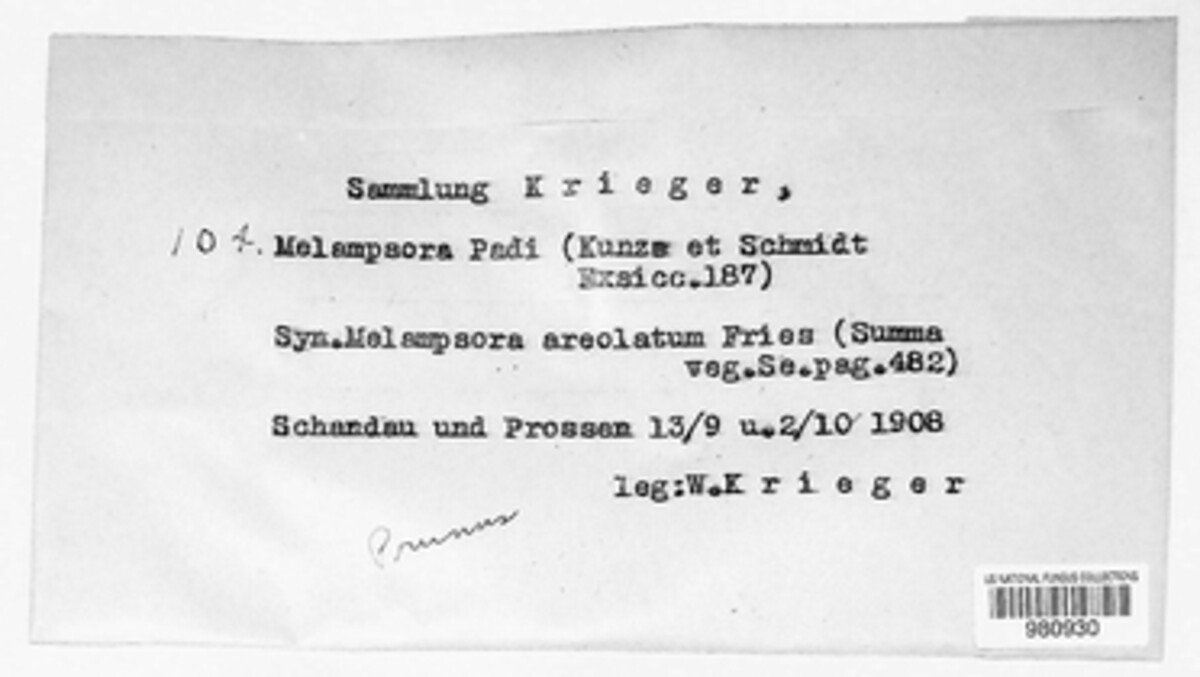 Sammlung K r i e g e r ,
10 Melampsora Padi (Kunze et Schmidt
Exsicc.187)
Syn.Melampsora areolatum Fries (Summa
veg.Sc.pag.482)
Schandau und Prossen 13/9 u.2/10 1908
leg:W.K r i e g e r
Prunus
US NATIONAL FUNGUS COLLECTIONS
980930